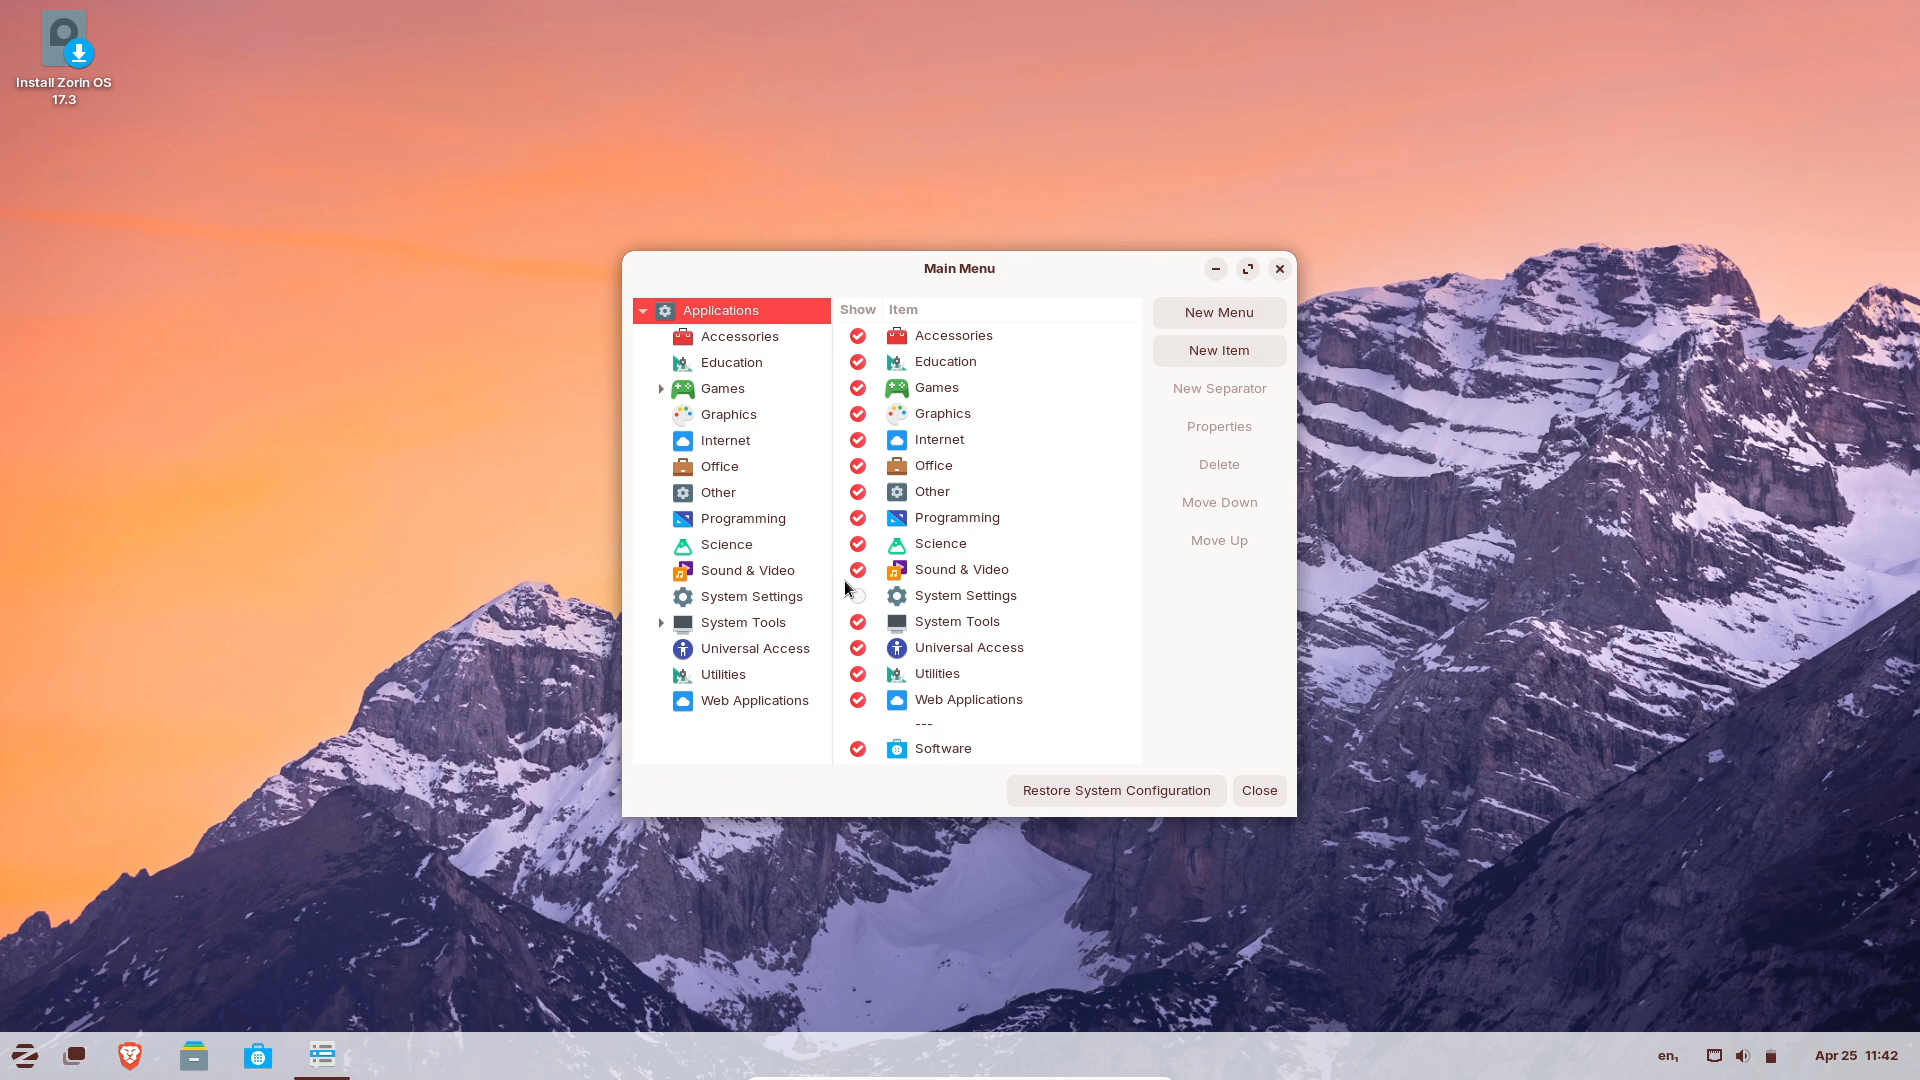 Install Zorin OS
17.3
Main Menu
Applications
Accessories
Education
Games
Graphics
Internet
Office
Other
Programming
Science
Sound & Video
System Settings
System Tools
Universal Access
Utilities
Web Applications
Show Item
Accessories
Education
Games
Graphics
Internet
Office
Other
Programming
Science
Sound & Video
System Settings
System Tools
Universal Access
Utilities
Web Applications
---
Software
New Menu
New Item
New Separator
Properties
Delete
Move Down
Move Up
Restore System Configuration
Close
en₁
Apr 25 11:42